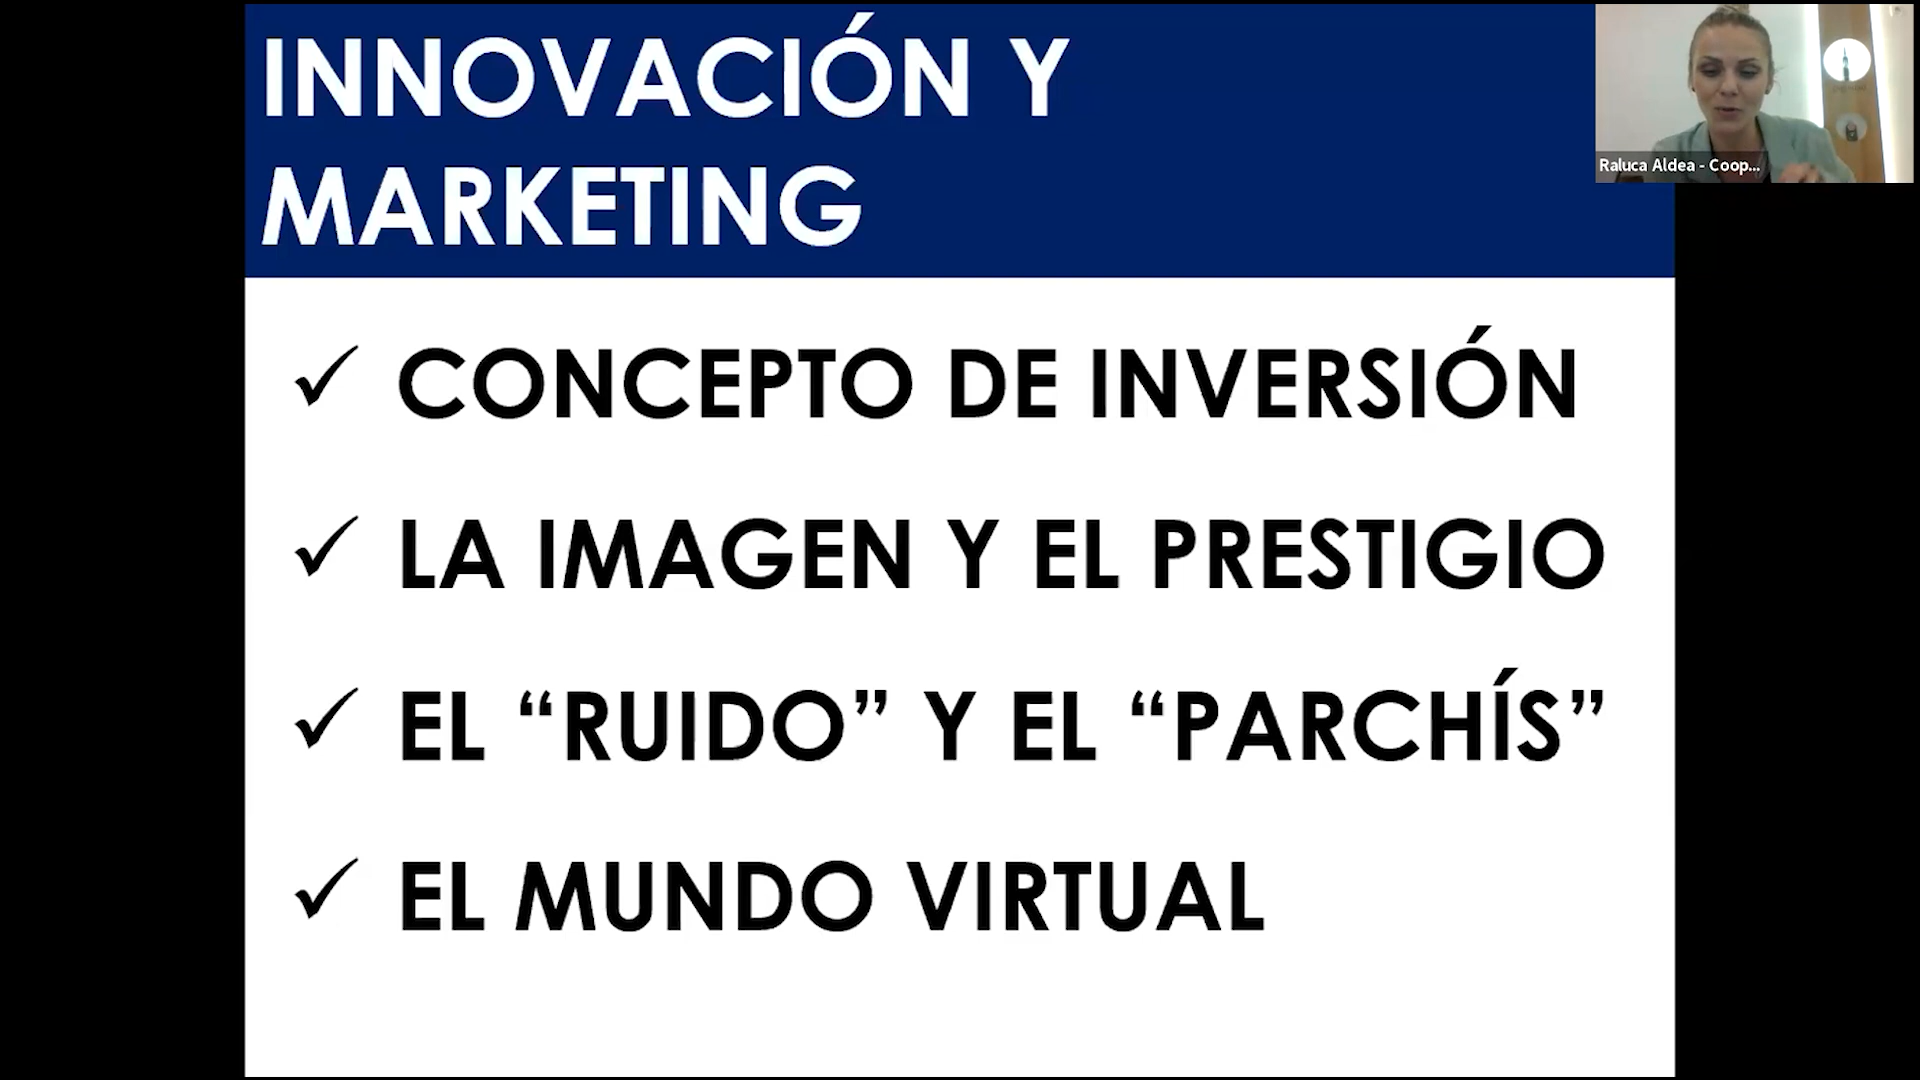 INNOVACIÓN Y
MARKETING
Raluca Aldea - Coop...
✓ CONCEPTO DE INVERSIÓN
✓ LA IMAGEN Y EL PRESTIGIO
✓ EL “RUIDO” Y EL “PARCHÍS”
✓ EL MUNDO VIRTUAL